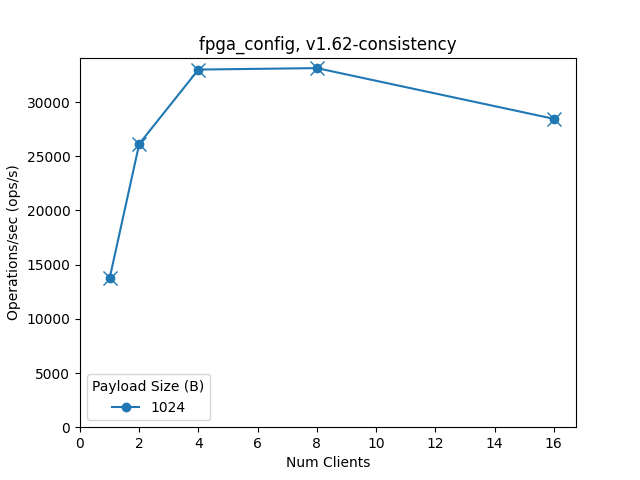 fpga_config, v1.62-consistency
Operations/sec (ops/s)
30000
25000
20000
15000
10000
5000
0
Payload Size (B)
1024
0 2 4 6 8 10 12 14 16
Num Clients